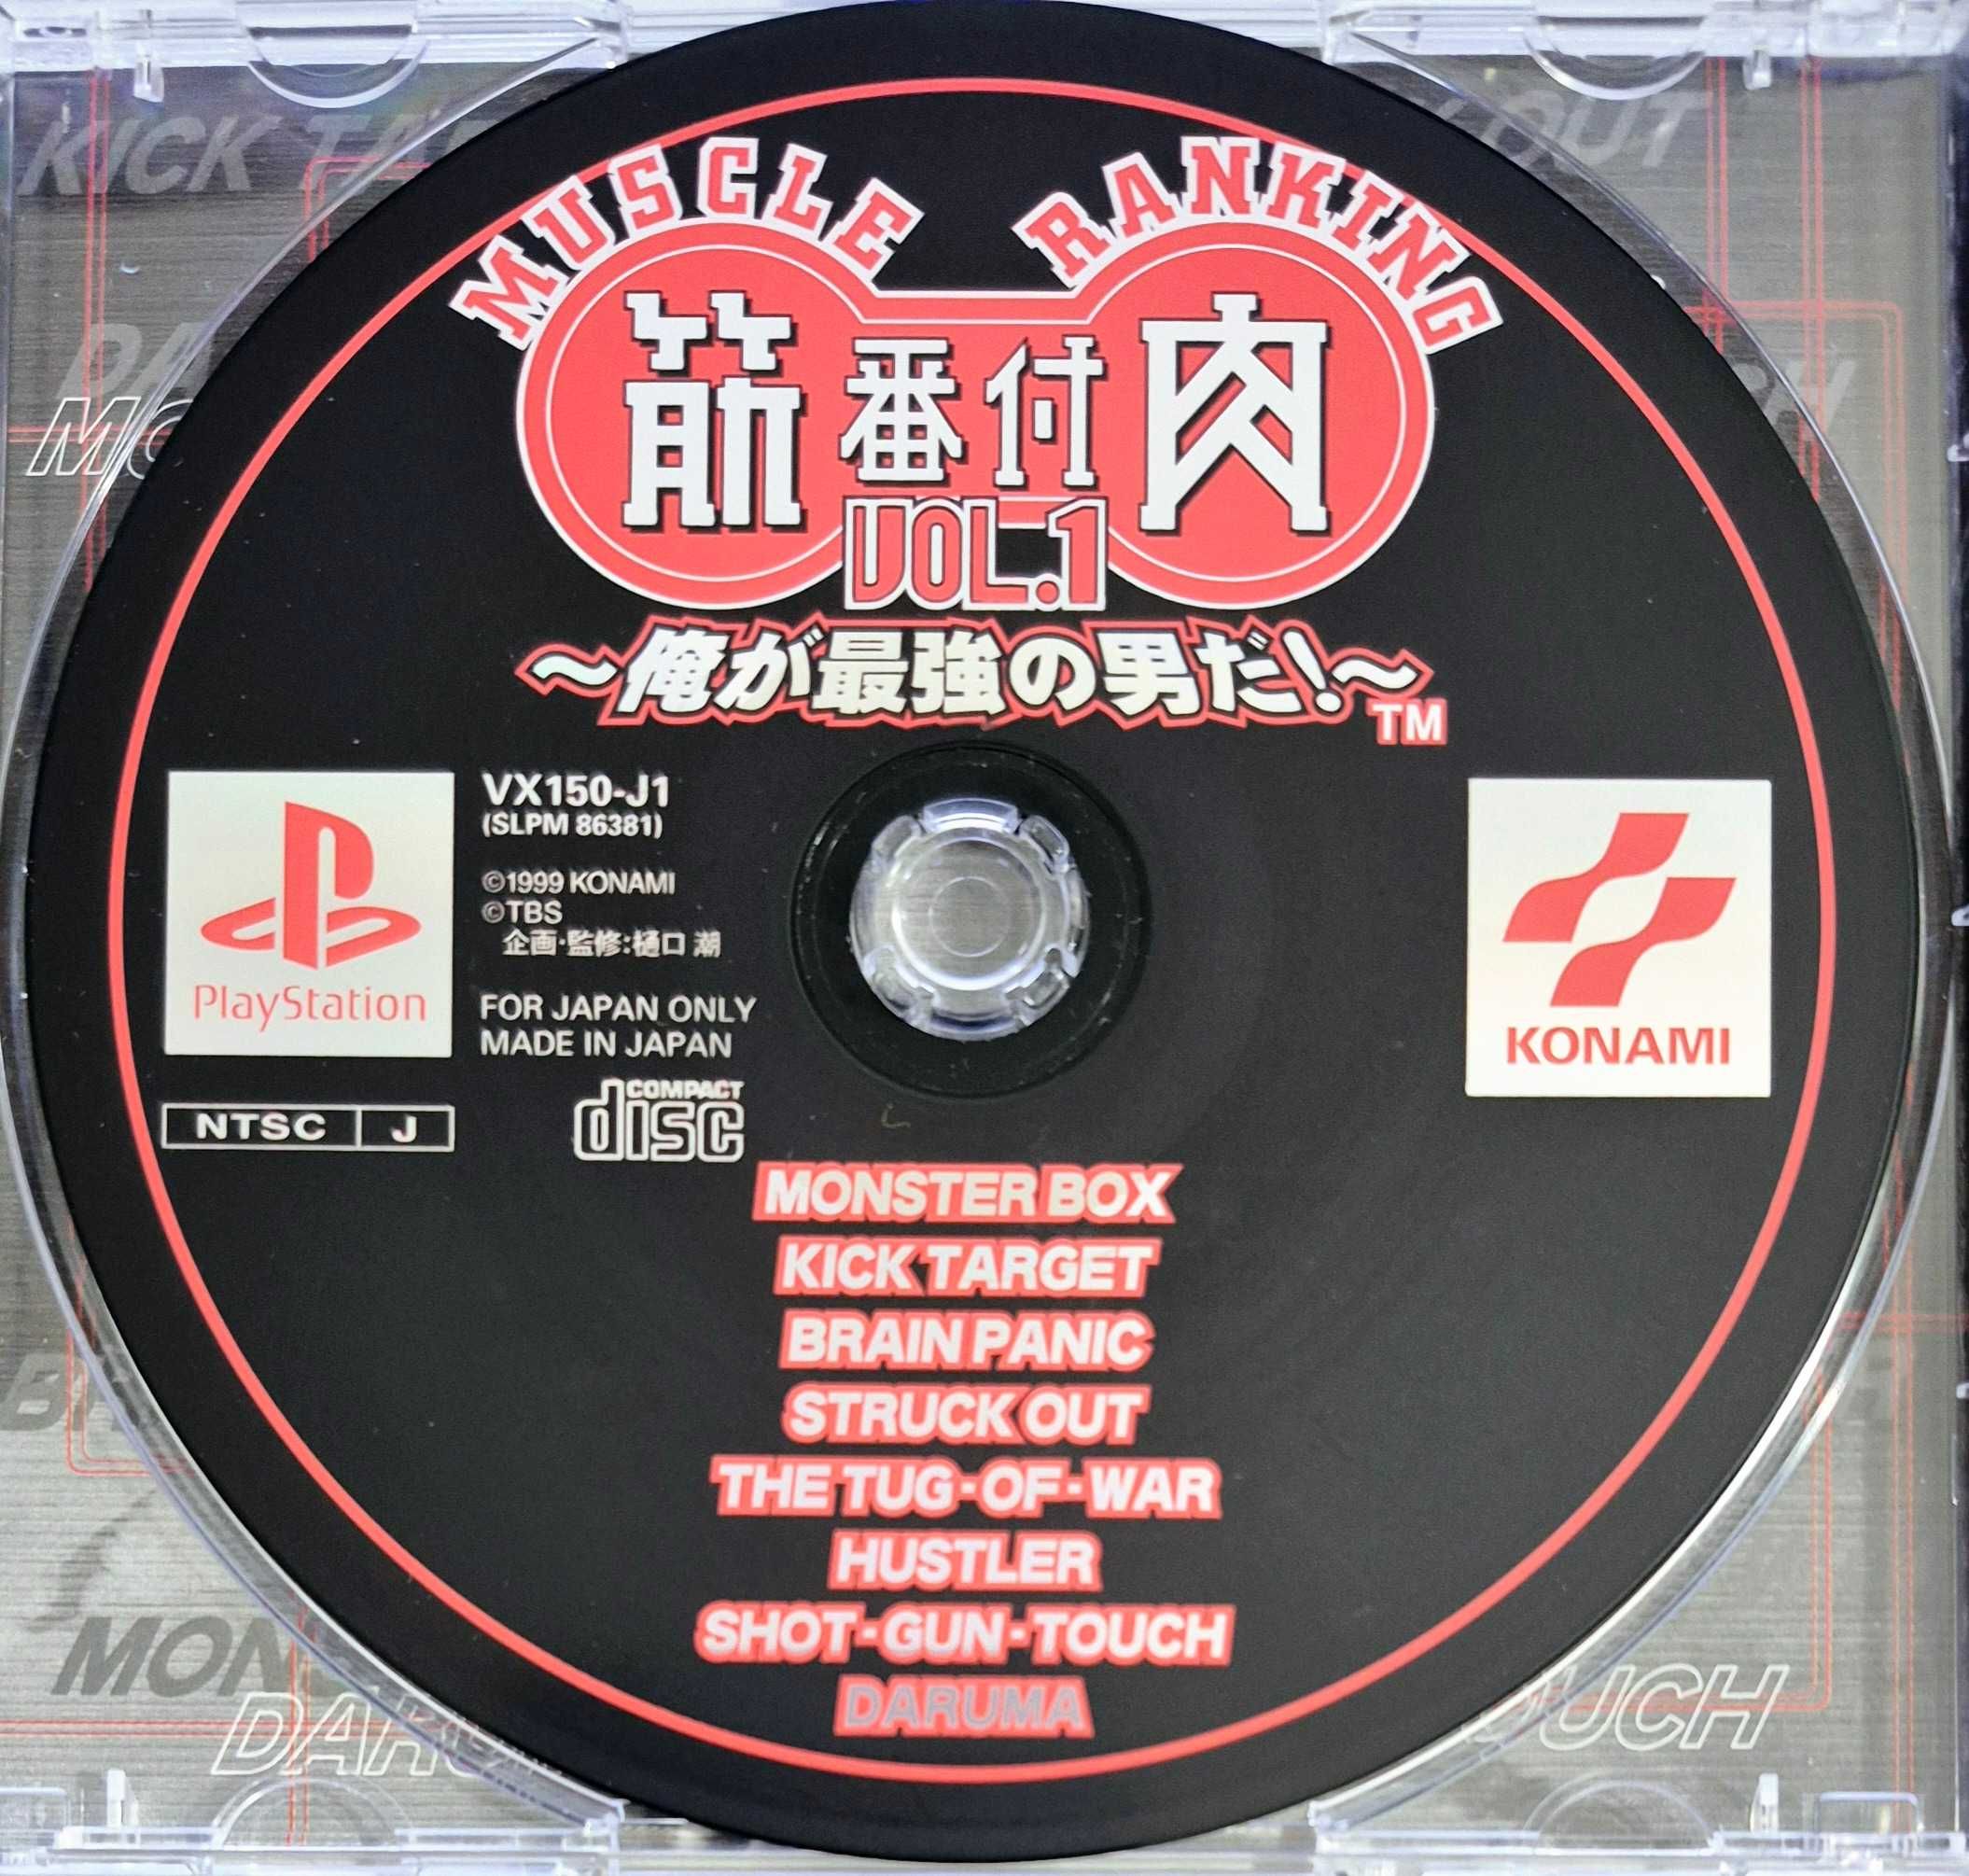 MUSCLE RANKING
筋肉番付
VOL.1
～俺が最強の男だ!～
TM
PlayStation
NTSC J
VX150-J1
(SLPM 86381)
©1999 KONAMI
©TBS
企画・監修:樋口 潮
FOR JAPAN ONLY
MADE IN JAPAN
COMPACT
disc
KONAMI
MONSTER BOX
KICK TARGET
BRAIN PANIC
STRUCK OUT
THE TUG-OF-WAR
HUSTLER
SHOT-GUN-TOUCH
DARUMA
KICK
OUT
MON